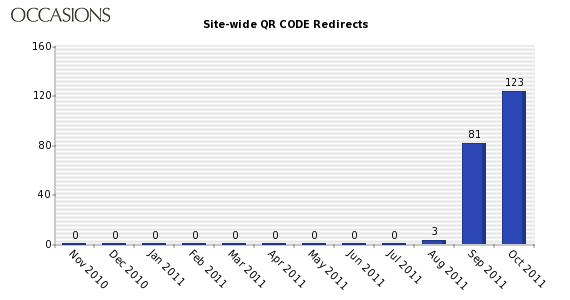 OCCASIONS
Site-wide QR CODE Redirects
160
120
80
40
0
0 0 0 0 0 0 0 0 0 3 81 123
Nov 2010 Dec 2010 Jan 2011 Feb 2011 Mar 2011 Apr 2011 May 2011 Jun 2011 Jul 2011 Aug 2011 Sep 2011 Oct 2011